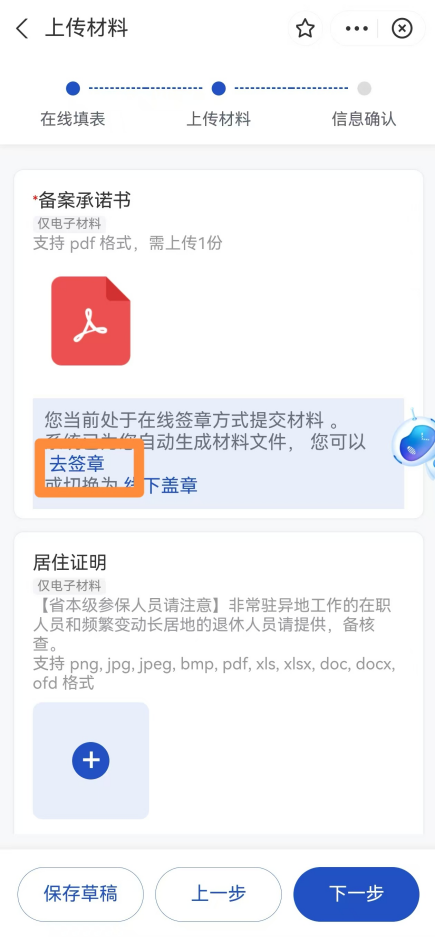 上传材料
在线填表
上传材料
信息确认
*备案承诺书
仅电子材料
支持 pdf 格式，需上传1份
您当前处于在线签章方式提交材料 。
系统已为您自动生成材料文件， 您可以
去签章
或切换为 线下盖章
居住证明
仅电子材料
【省本级参保人员请注意】非常驻异地工作的在职
人员和频繁变动长居地的退休人员请提供，备核
查。
支持 png, jpg, jpeg, bmp, pdf, xls, xlsx, doc, docx,
ofd 格式
保存草稿
上一步
下一步